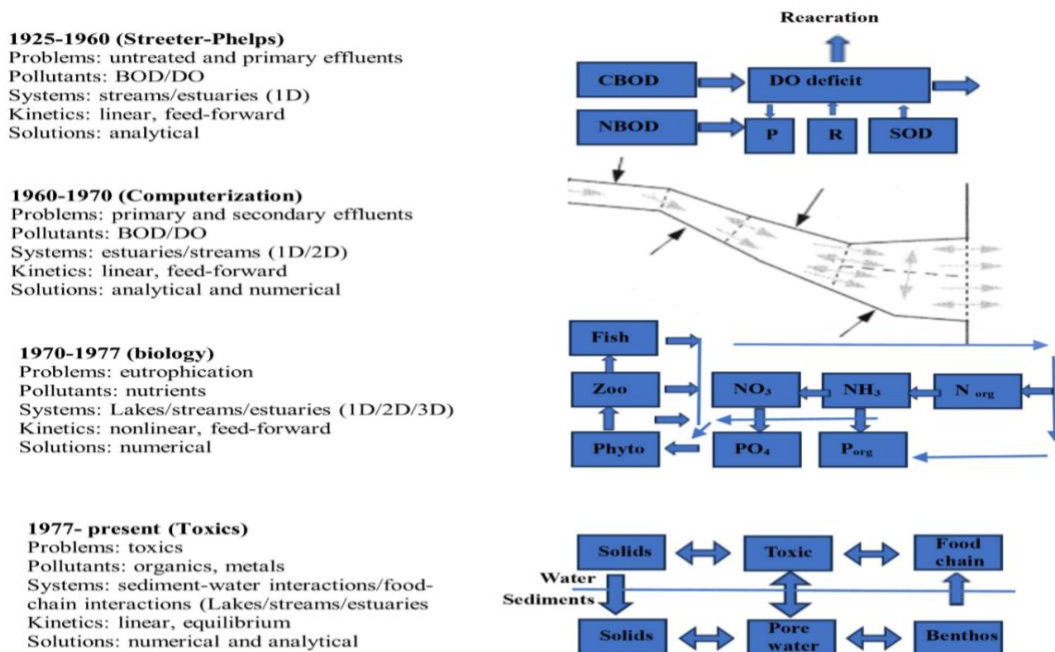 1925-1960 (Streeter-Phelps)
Problems: untreated and primary effluents
Pollutants: BOD/DO
Systems: streams/estuaries (1D)
Kinetics: linear, feed-forward
Solutions: analytical
Reaeration
CBOD
DO deficit
NBOD
P
R
SOD
1960-1970 (Computerization)
Problems: primary and secondary effluents
Pollutants: BOD/DO
Systems: estuaries/streams (1D/2D)
Kinetics: linear, feed-forward
Solutions: analytical and numerical
1970-1977 (biology)
Problems: eutrophication
Pollutants: nutrients
Systems: Lakes/streams/estuaries (1D/2D/3D)
Kinetics: nonlinear, feed-forward
Solutions: numerical
Fish
Zoo
NO₃
NH₃
N org
Phyto
PO₄
Porg
1977- present (Toxics)
Problems: toxics
Pollutants: organics, metals
Systems: sediment-water interactions/food-
chain interactions (Lakes/streams/estuaries
Kinetics: linear, equilibrium
Solutions: numerical and analytical
Solids
Toxic
Food
chain
Water
Sediments
Solids
Pore
water
Benthos